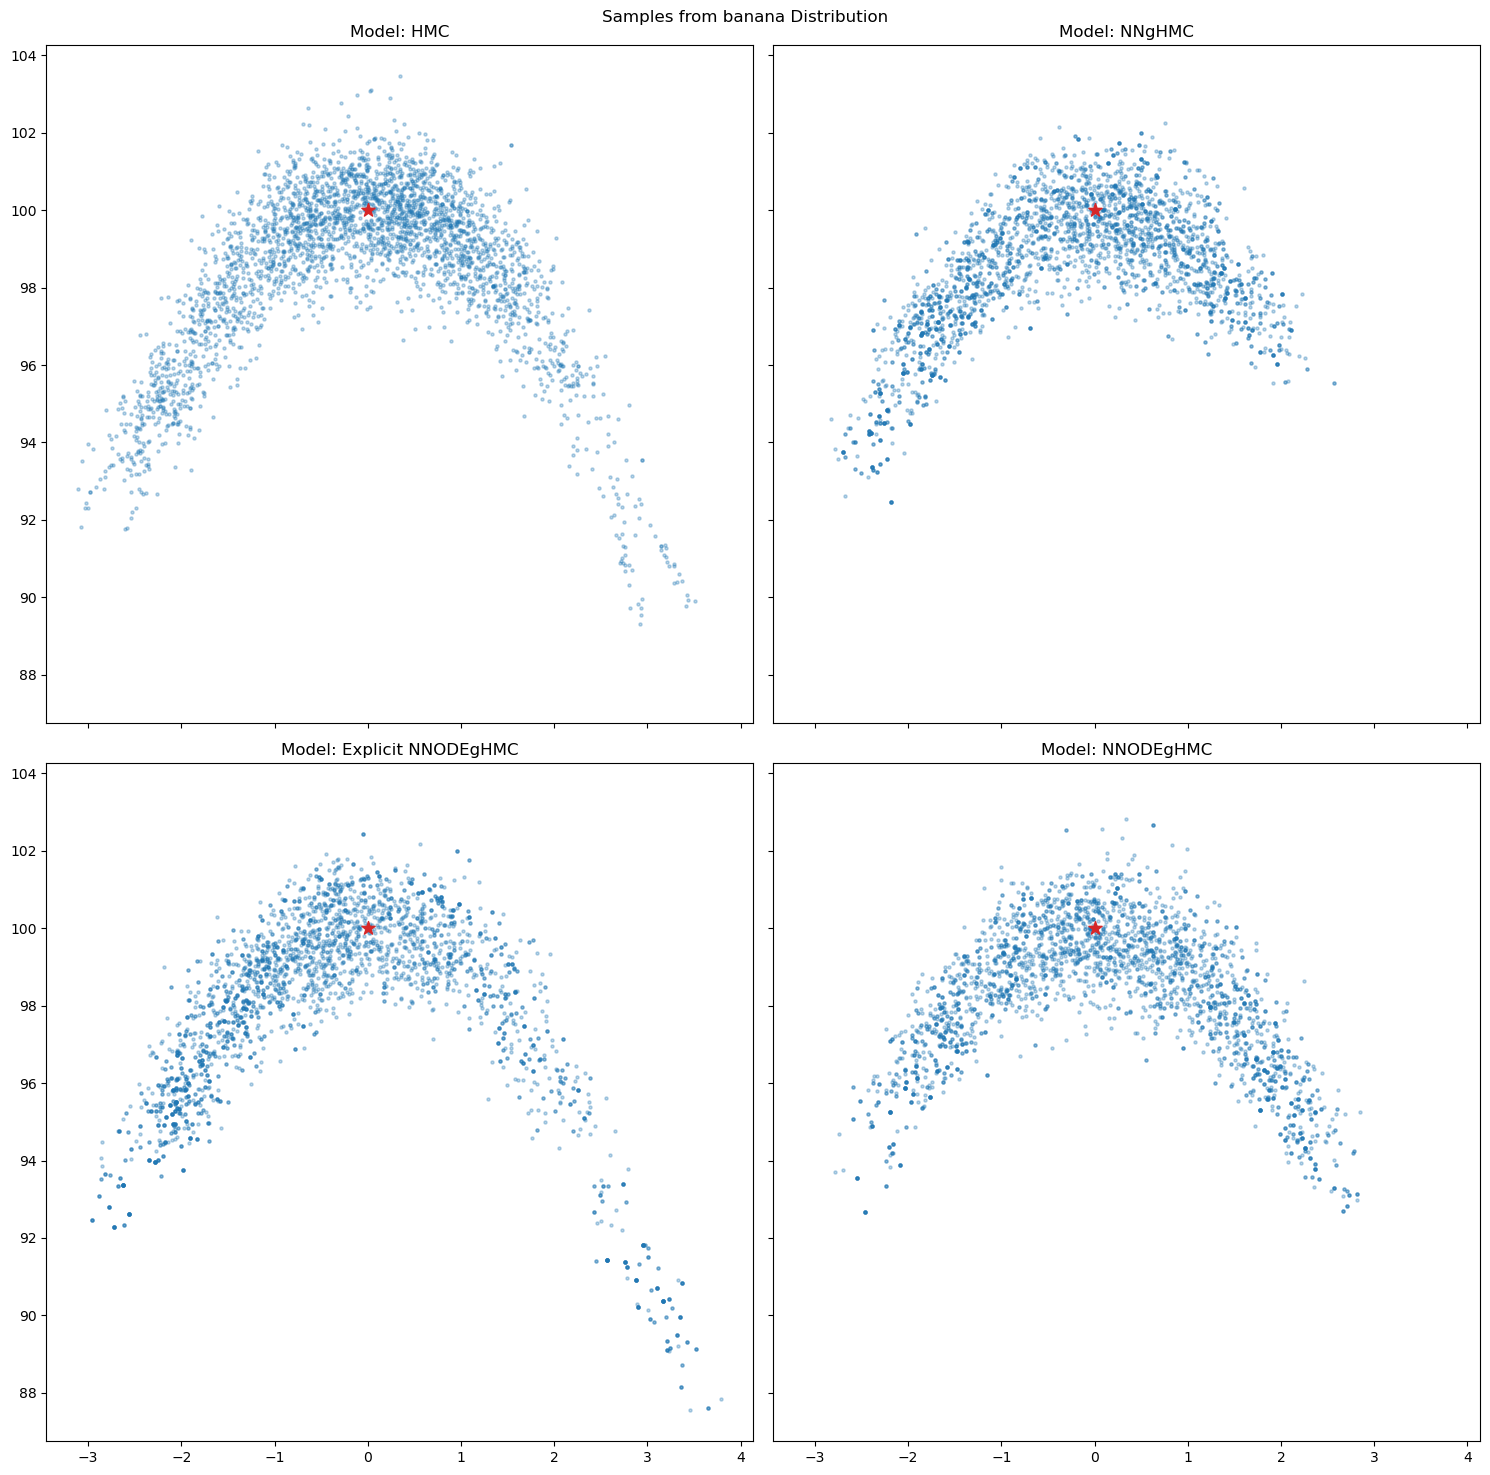 Samples from banana Distribution
Model: HMC
Model: NNgHMC
104
102
100
98
96
94
92
90
88
Model: Explicit NNODEgHMC
Model: NNODEgHMC
104
102
100
98
96
94
92
90
88
−3 −2 −1 0 1 2 3 4
−3 −2 −1 0 1 2 3 4